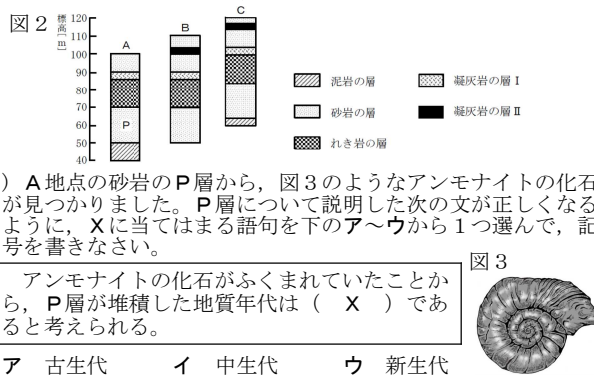 図2
標高[m]
120
110
100
90
80
70
60
50
40
A
B
C
P
泥岩の層
凝灰岩の層Ⅰ
砂岩の層
凝灰岩の層Ⅱ
れき岩の層
) A地点の砂岩のP層から，図3のようなアンモナイトの化石
が見つかりました。P層について説明した次の文が正しくなる
ように，Xに当てはまる語句を下のア～ウから1つ選んで，記
号を書きなさい。
アンモナイトの化石がふくまれていたことか
ら，P層が堆積した地質年代は（ X ）であ
ると考えられる。
図3
ア 古生代 イ 中生代 ウ 新生代